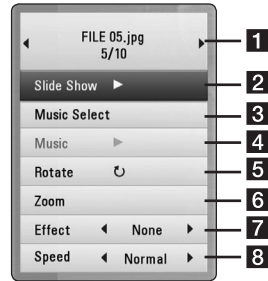 FILE 05.jpg
5/10
1
Slide Show
2
Music Select
3
Music
4
Rotate
5
Zoom
6
Effect None
7
Speed Normal
8